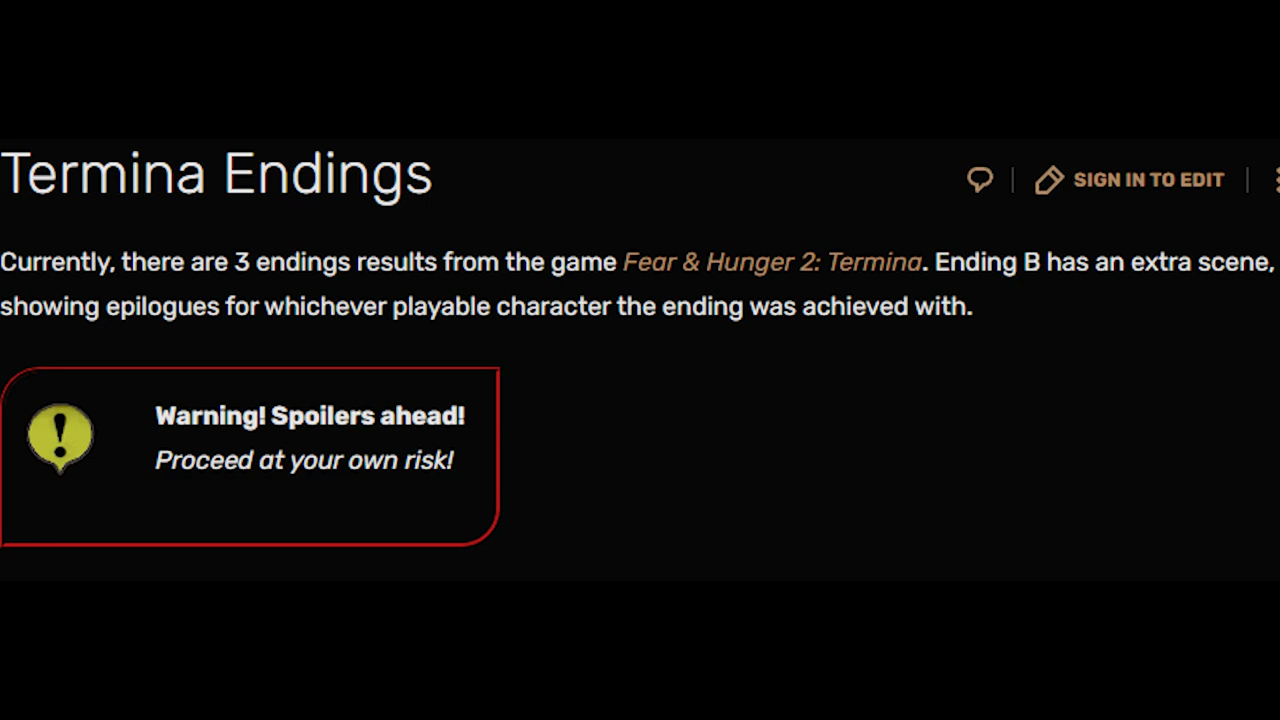 Termina Endings
SIGN IN TO EDIT
Currently, there are 3 endings results from the game Fear & Hunger 2: Termina. Ending B has an extra scene,
showing epilogues for whichever playable character the ending was achieved with.
Warning! Spoilers ahead!
Proceed at your own risk!